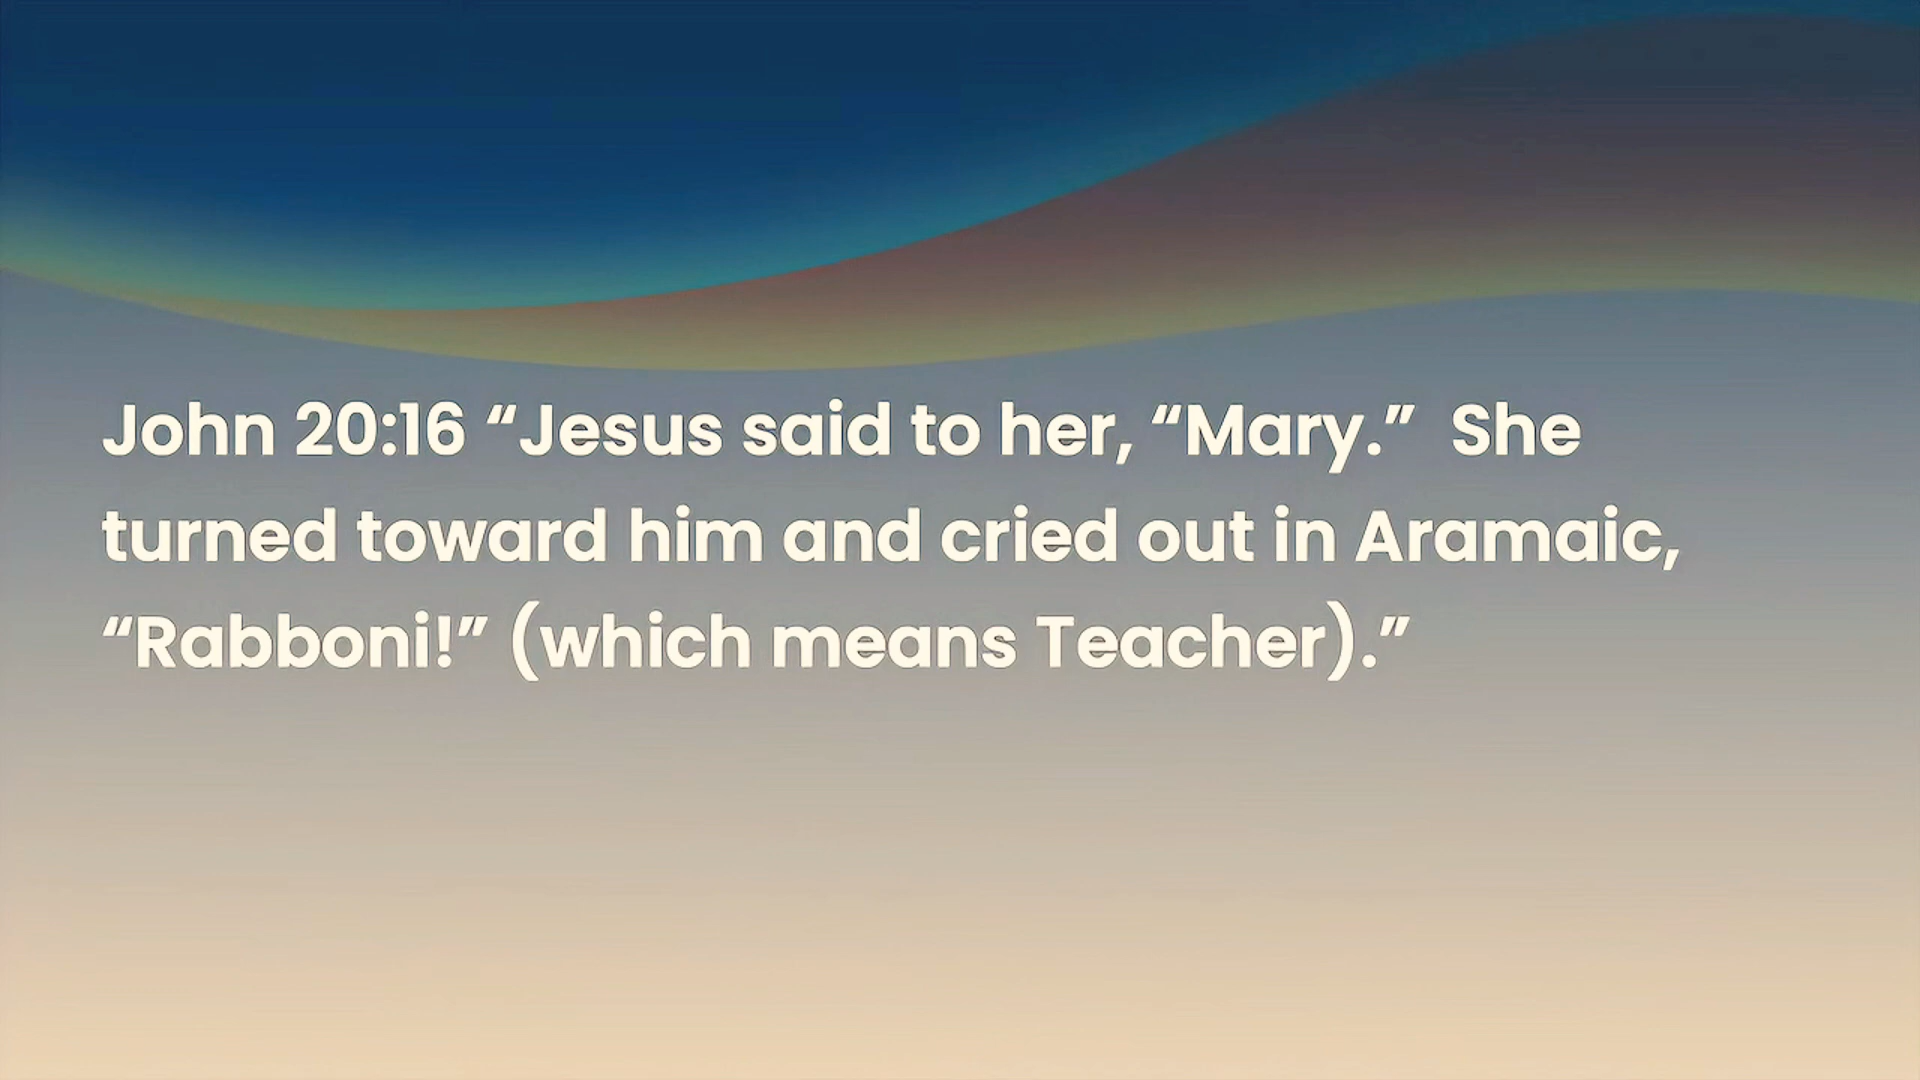 John 20:16 “Jesus said to her, “Mary.”  She
turned toward him and cried out in Aramaic,
“Rabboni!” (which means Teacher).”